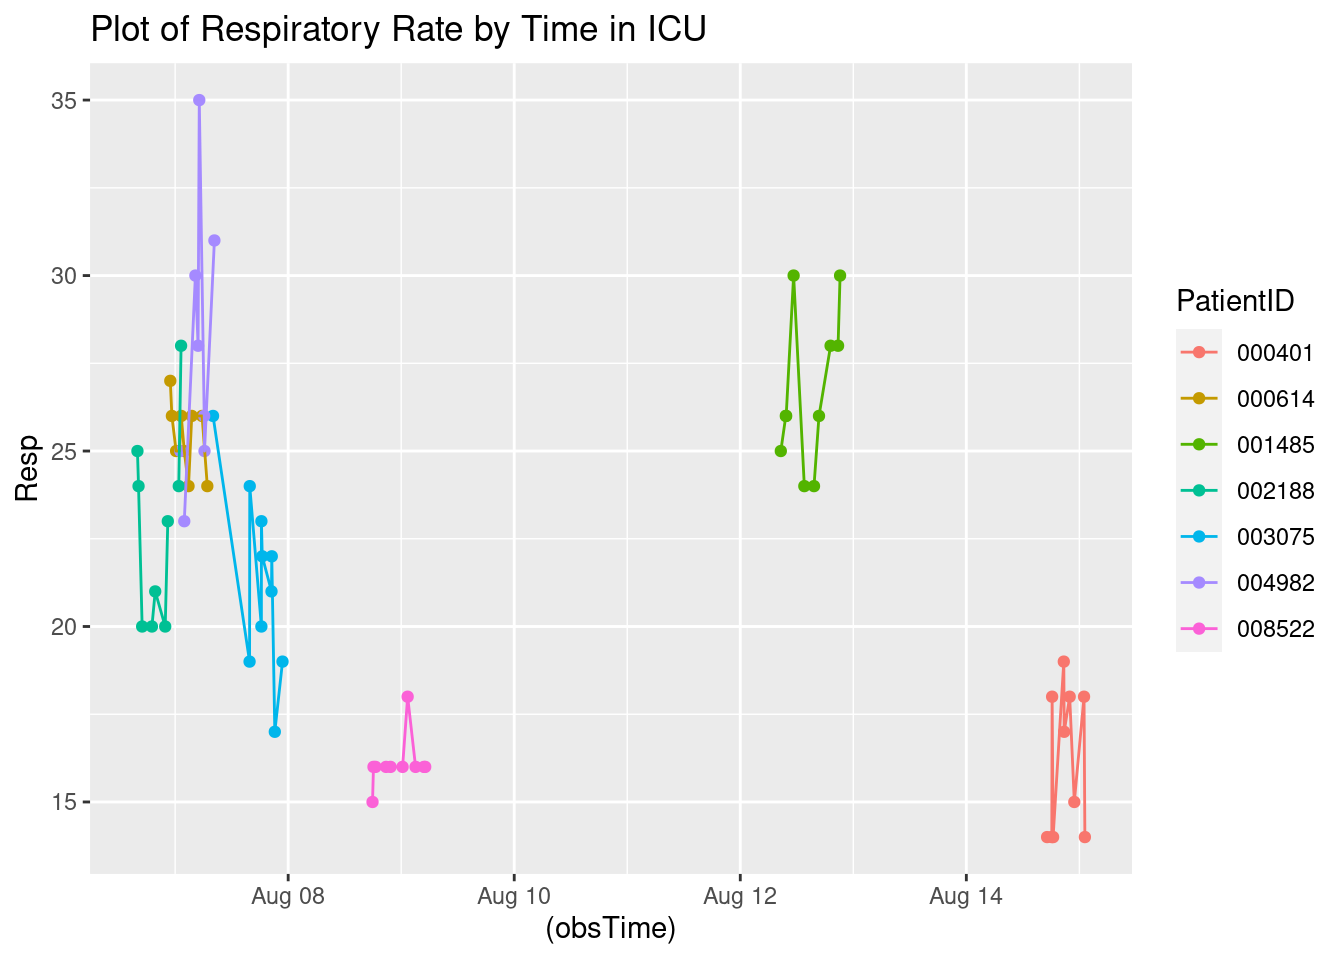 Plot of Respiratory Rate by Time in ICU
Resp
35
30
25
20
15
Aug 08 Aug 10 Aug 12 Aug 14
(obsTime)
PatientID
000401
000614
001485
002188
003075
004982
008522